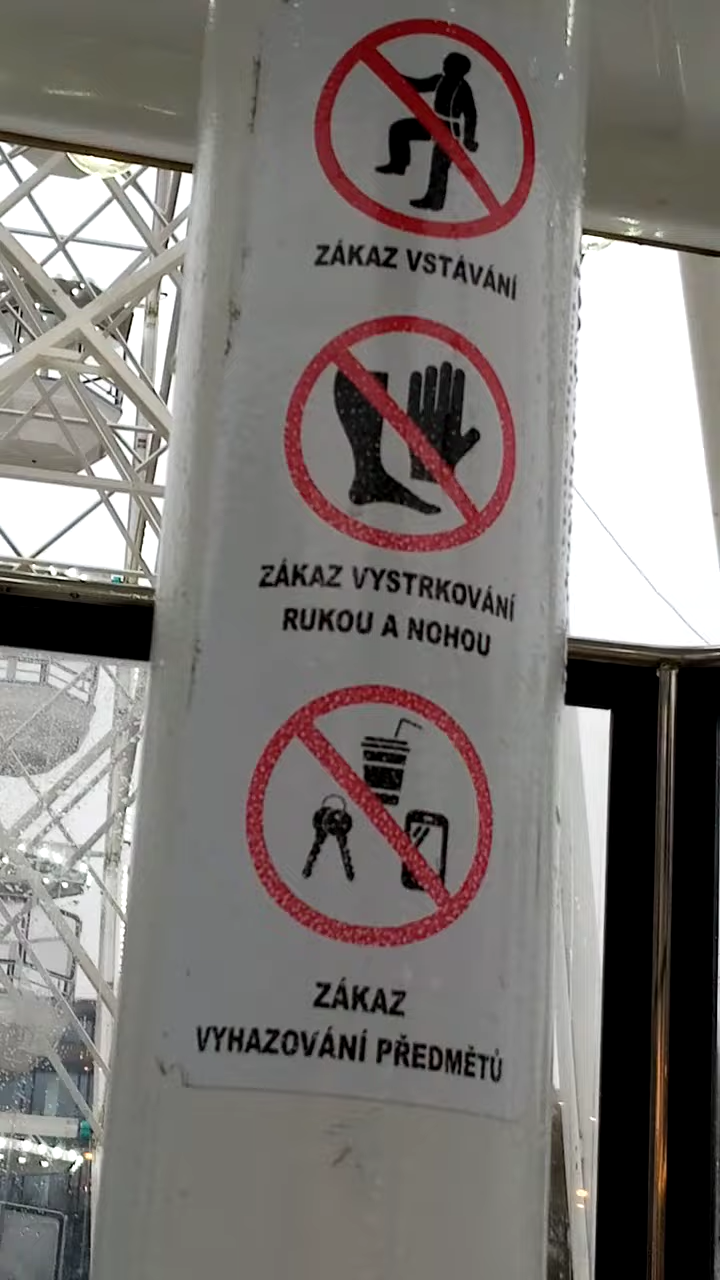 ZÁKAZ VSTÁVÁNÍ
ZÁKAZ VYSTRKOVÁNÍ
RUKOU A NOHOU
ZÁKAZ
VYHAZOVÁNÍ PŘEDMĚTŮ